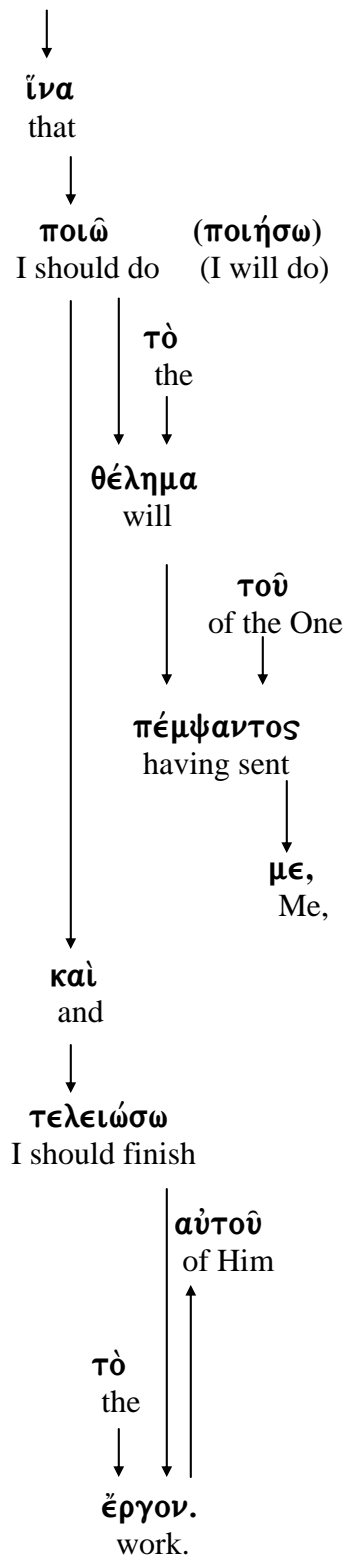 ἵνα
that
ποιῶ (ποιήσω)
I should do (I will do)
τὸ
the
θέλημα
will
τοῦ
of the One
πέμψαντος
having sent
με,
Me,
καὶ
and
τελειώσω
I should finish
αὐτοῦ
of Him
τὸ
the
ἔργον.
work.